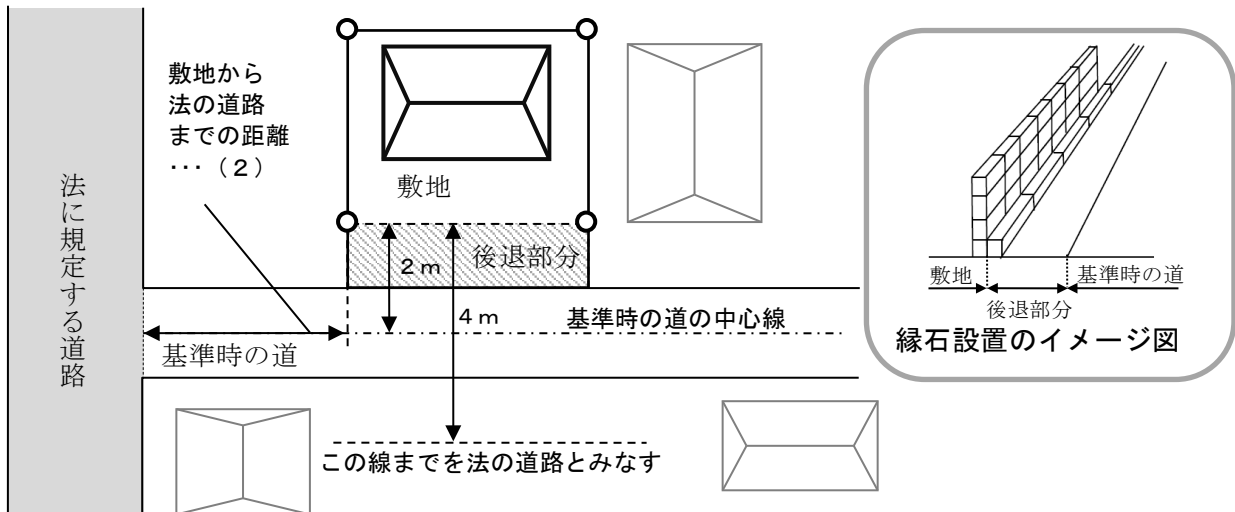 敷地から
法の道路
までの距離
･･･（２）
法に規定する道路
敷地
後退部分
２ｍ
４ｍ
基準時の道の中心線
基準時の道
この線までを法の道路とみなす
敷地
基準時の道
後退部分
縁石設置のイメージ図